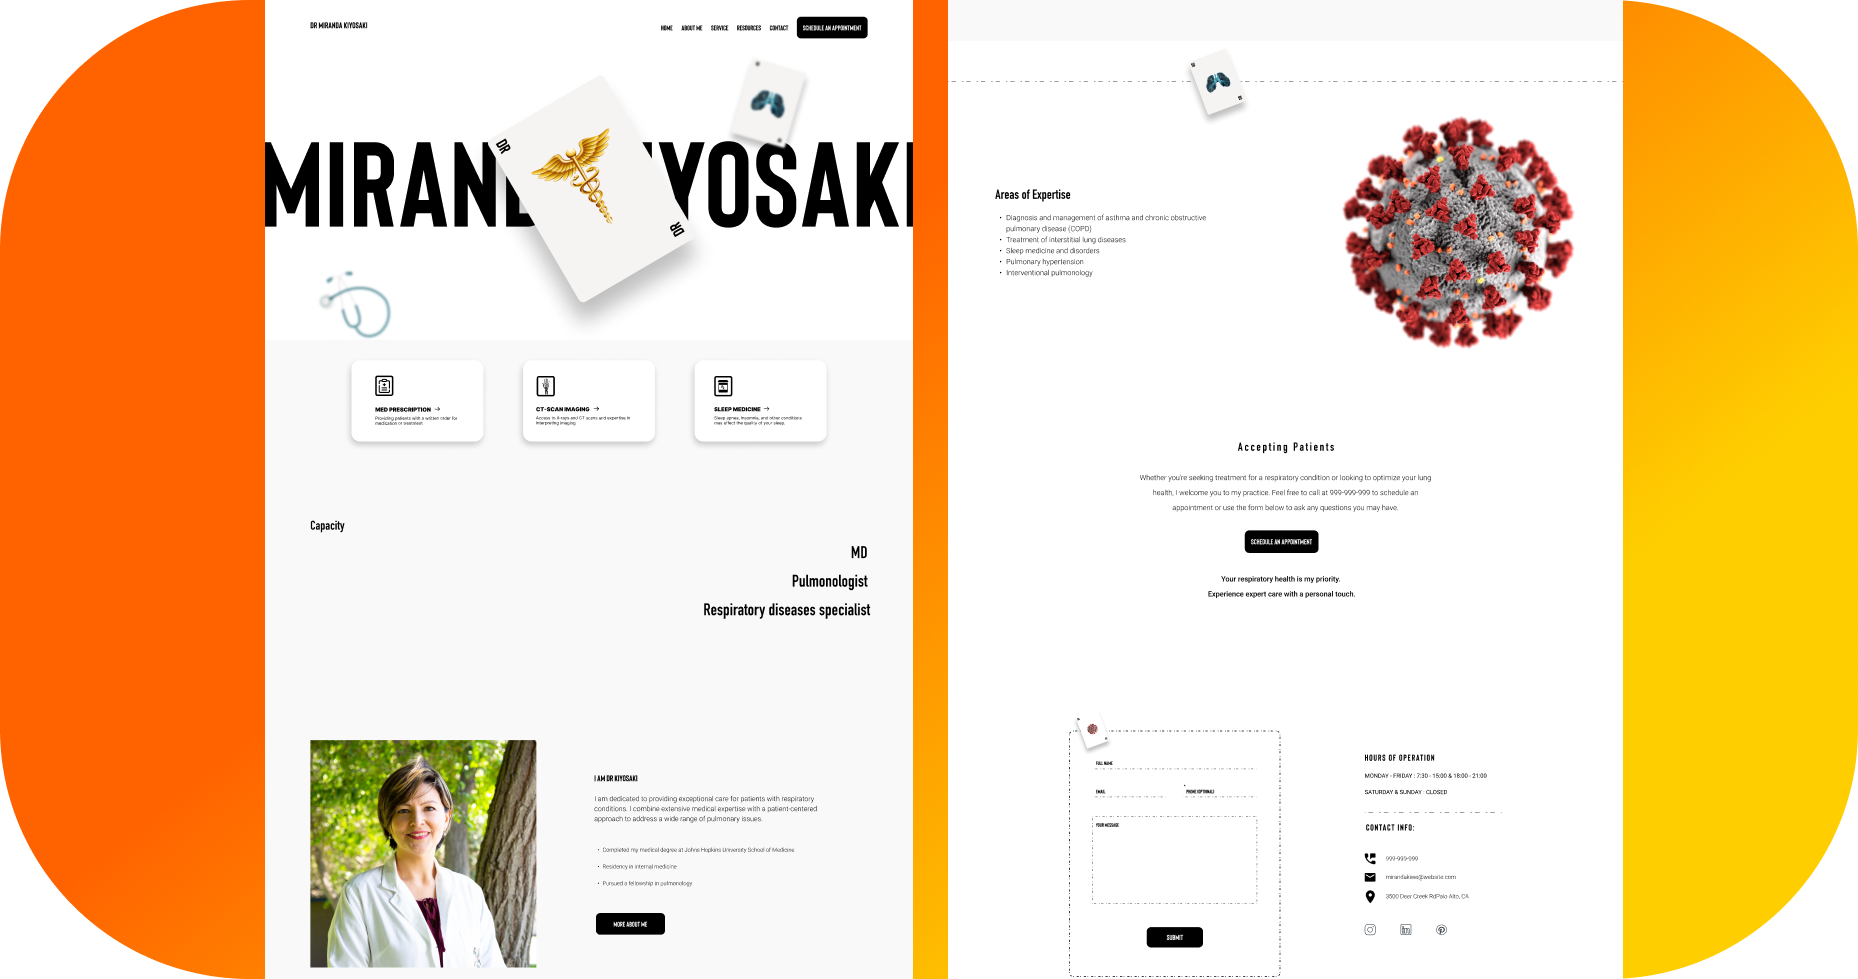 DR MIRANDA KIYOSAKI
HOME ABOUT ME SERVICE RESOURCES CONTACT SCHEDULE AN APPOINTMENT
MIRANDA KIYOSAKI
DR
DR
MED PRESCRIPTION →
Providing patients with a written order for
medication or treatment
CT-SCAN IMAGING →
Access to X-rays and CT scans and expertise in
interpreting imaging
SLEEP MEDICINE →
Sleep apnea, insomnia, and other conditions
may affect the quality of your sleep.
Capacity
MD
Pulmonologist
Respiratory diseases specialist
I AM DR KIYOSAKI
I am dedicated to providing exceptional care for patients with respiratory
conditions. I combine extensive medical expertise with a patient-centered
approach to address a wide range of pulmonary issues.
• Completed my medical degree at Johns Hopkins University School of Medicine
• Residency in internal medicine
• Pursued a fellowship in pulmonology
MORE ABOUT ME
Areas of Expertise
• Diagnosis and management of asthma and chronic obstructive
pulmonary disease (COPD)
• Treatment of interstitial lung diseases
• Sleep medicine and disorders
• Pulmonary hypertension
• Interventional pulmonology
Accepting Patients
Whether you're seeking treatment for a respiratory condition or looking to optimize your lung
health, I welcome you to my practice. Feel free to call at 999-999-999 to schedule an
appointment or use the form below to ask any questions you may have.
SCHEDULE AN APPOINTMENT
Your respiratory health is my priority.
Experience expert care with a personal touch.
FULL NAME
EMAIL
PHONE (OPTIONAL)
YOUR MESSAGE
SUBMIT
HOURS OF OPERATION
MONDAY - FRIDAY : 7:30 - 15:00 & 18:00 - 21:00
SATURDAY & SUNDAY : CLOSED
CONTACT INFO:
999-999-999
mirandakiwe@website.com
3500 Deer Creek RdPalo Alto, CA